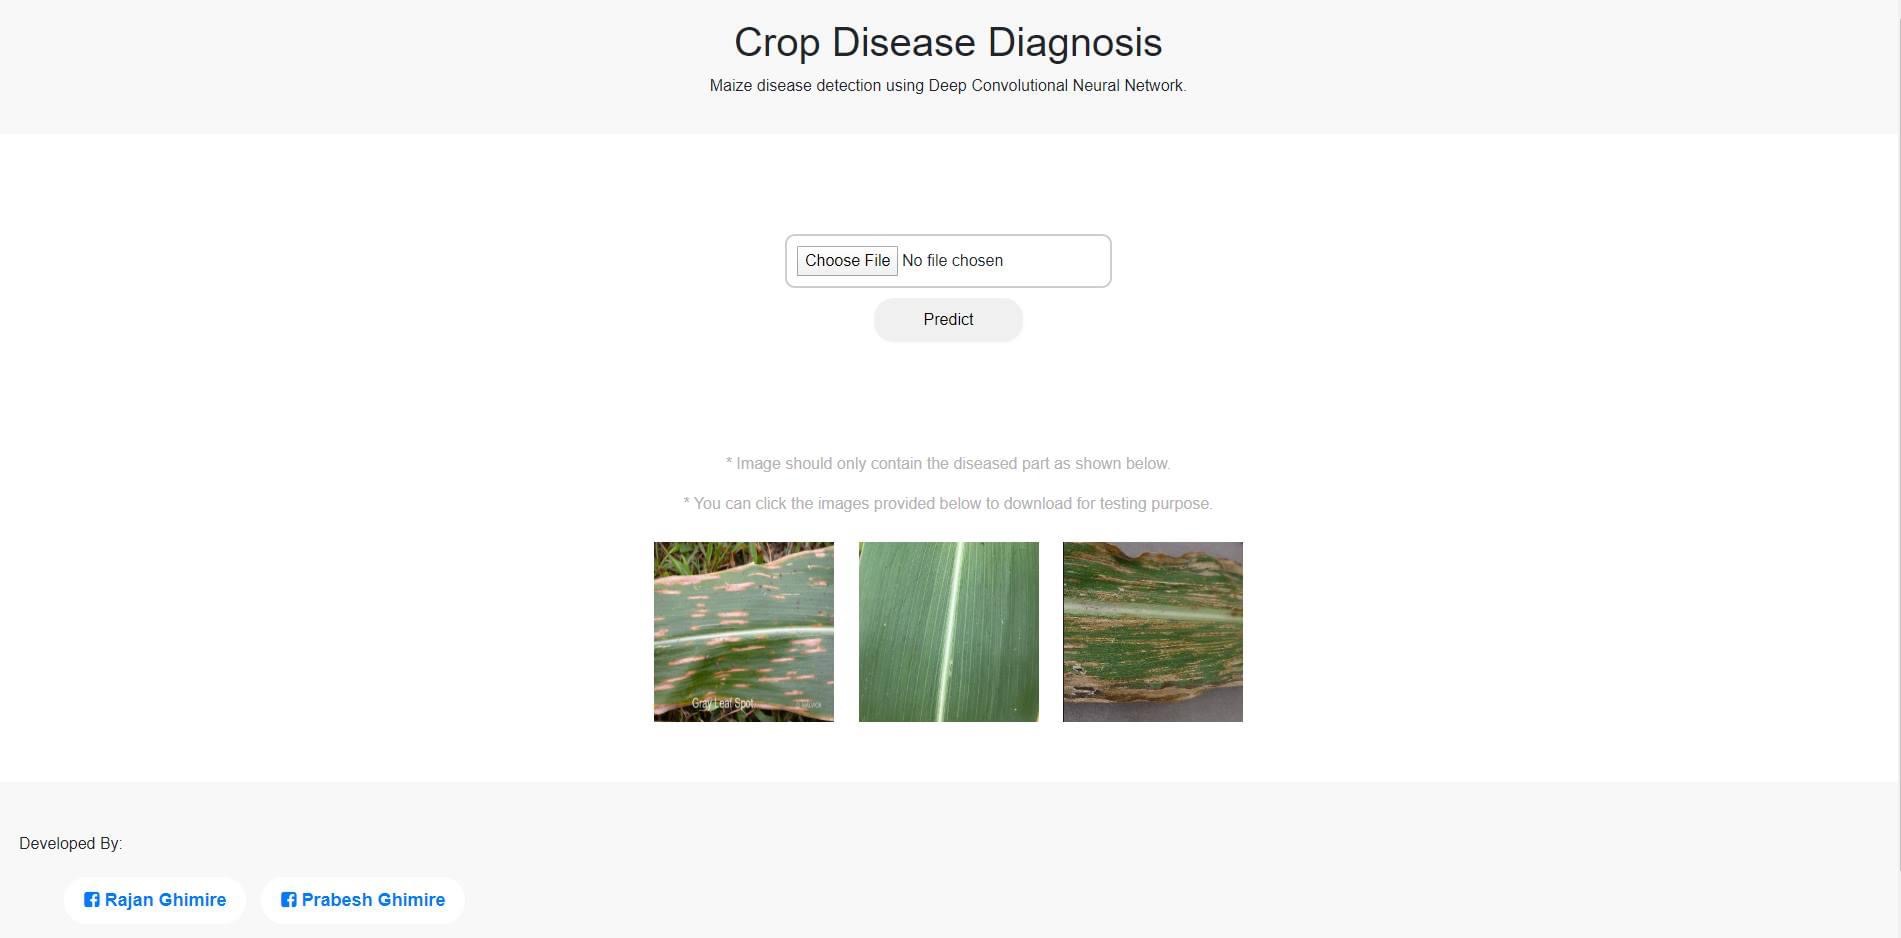 Crop Disease Diagnosis
Maize disease detection using Deep Convolutional Neural Network.
Choose File No file chosen
Predict
* Image should only contain the diseased part as shown below.
* You can click the images provided below to download for testing purpose.
Gray Leaf Spot
Developed By:
Rajan Ghimire Prabesh Ghimire